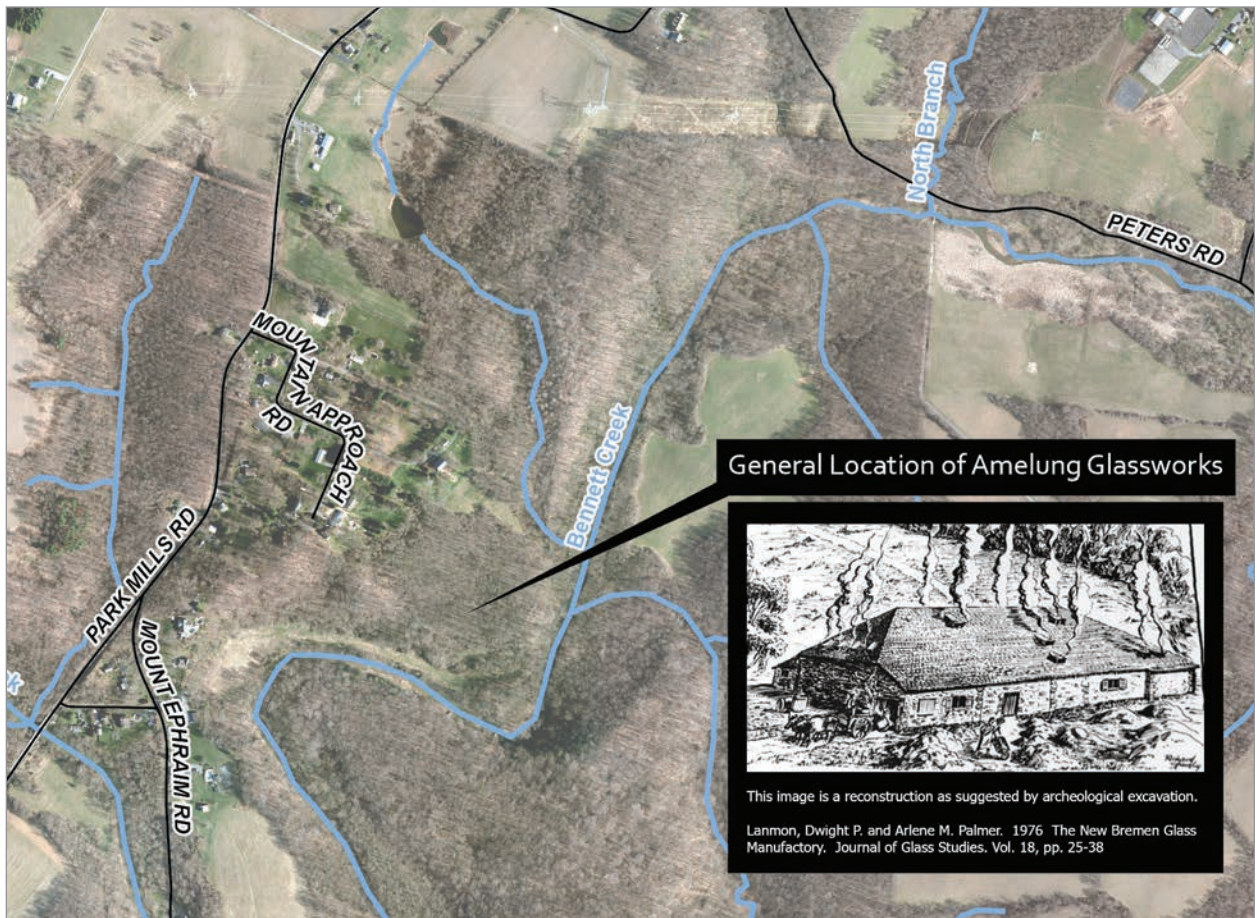 North Branch
PETERS RD
MOUNTAIN APPROACH
RD
Bennett Creek
General Location of Amelung Glassworks
PARK MILLS RD
MOUNT EPHRAIM RD
This image is a reconstruction as suggested by archeological excavation.
Lanmon, Dwight P. and Arlene M. Palmer. 1976 The New Bremen Glass
Manufactory. Journal of Glass Studies. Vol. 18, pp. 25-38